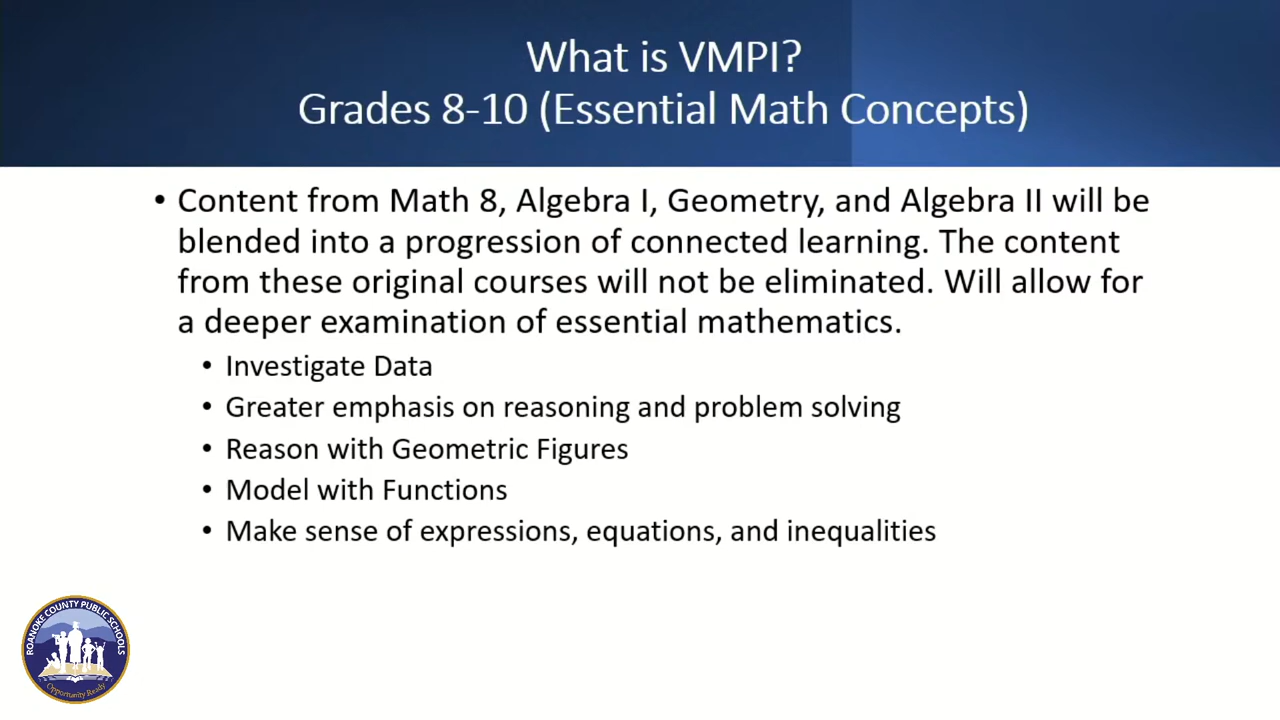 What is VMPI?
Grades 8-10 (Essential Math Concepts)
• Content from Math 8, Algebra I, Geometry, and Algebra II will be
blended into a progression of connected learning. The content
from these original courses will not be eliminated. Will allow for
a deeper examination of essential mathematics.
• Investigate Data
• Greater emphasis on reasoning and problem solving
• Reason with Geometric Figures
• Model with Functions
• Make sense of expressions, equations, and inequalities
ROANOKE COUNTY PUBLIC SCHOOLS
Opportunity Ready